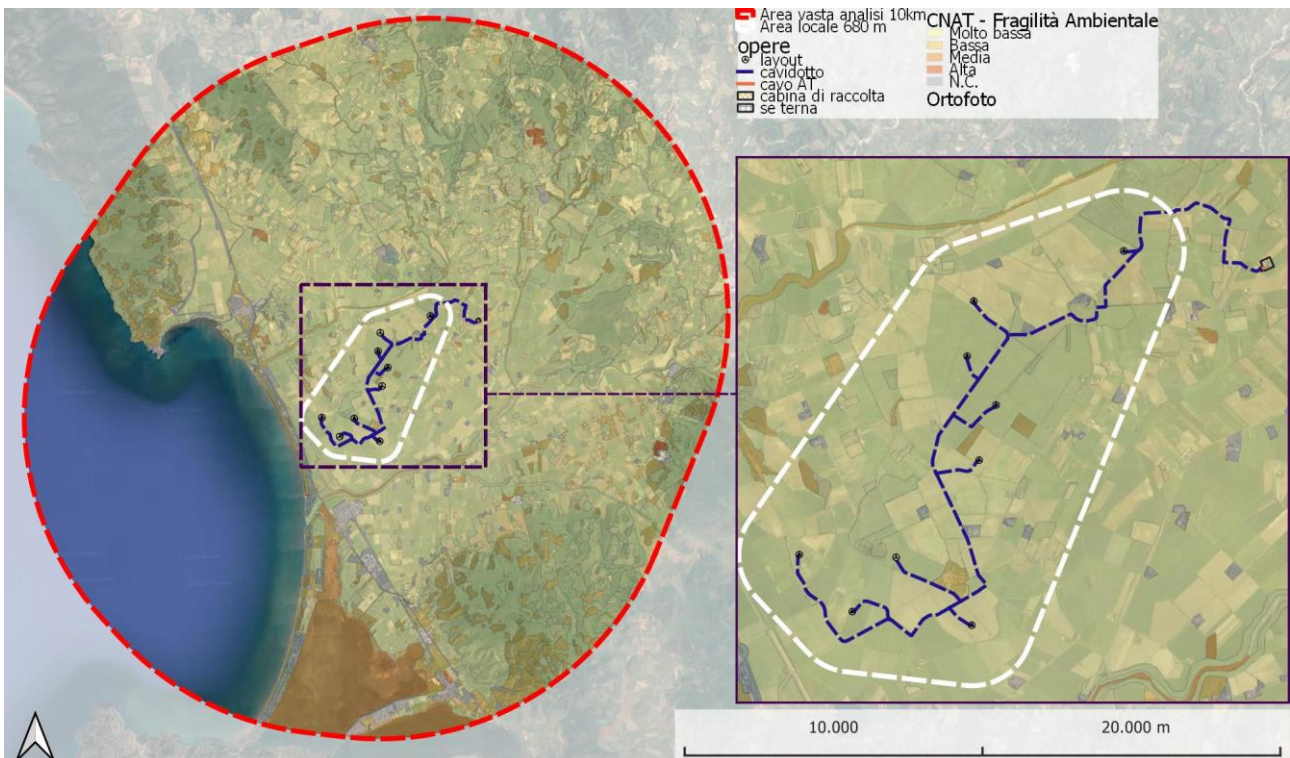 Area vasta analisi 10km
Area locale 680 m
opere
layout
cavidotto
cavo AT
cabina di raccolta
se terna
CNAT - Fragilità Ambientale
Molto bassa
Bassa
Media
Alta
N.C.
Ortofoto
10.000 20.000 m